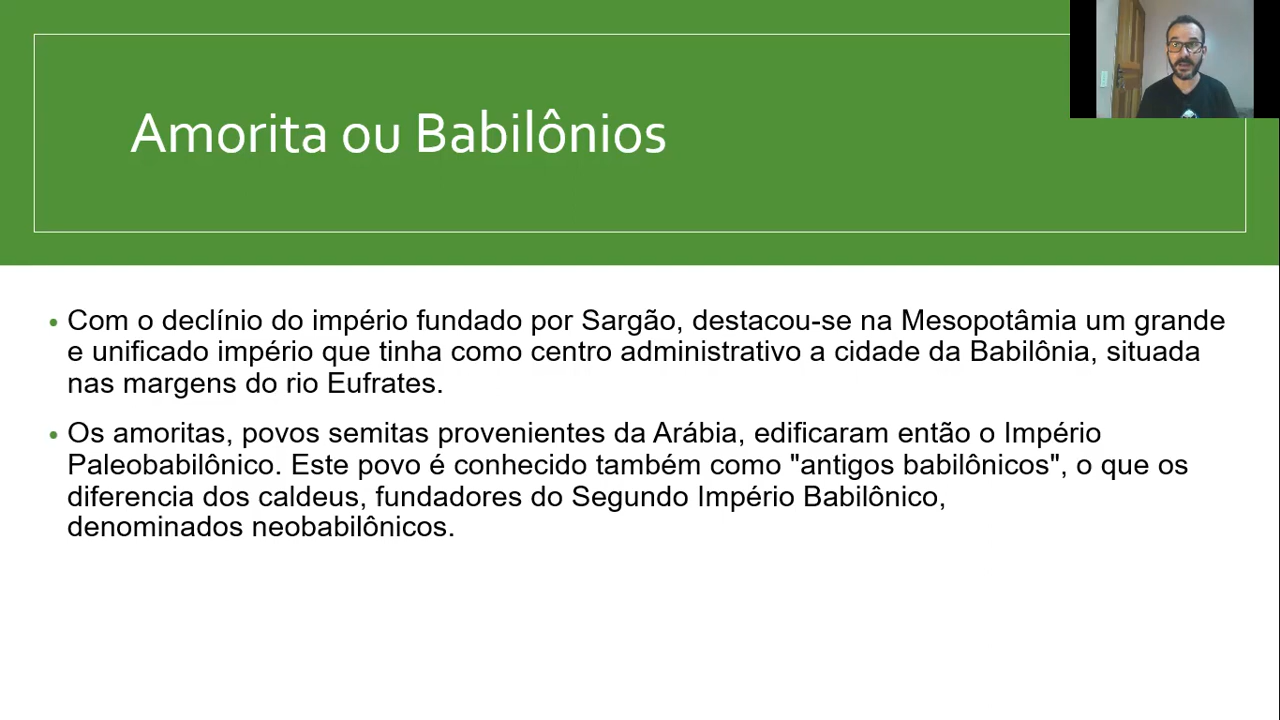 Amorita ou Babilônios
• Com o declínio do império fundado por Sargão, destacou-se na Mesopotâmia um grande
e unificado império que tinha como centro administrativo a cidade da Babilônia, situada
nas margens do rio Eufrates.
• Os amoritas, povos semitas provenientes da Arábia, edificaram então o Império
Paleobabilônico. Este povo é conhecido também como "antigos babilônicos", o que os
diferencia dos caldeus, fundadores do Segundo Império Babilônico,
denominados neobabilônicos.